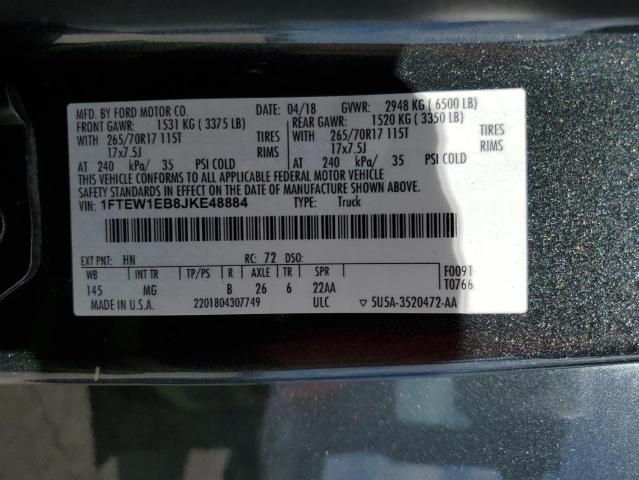 MFD. BY FORD MOTOR CO. DATE: 04/18 GVWR: 2948 KG ( 6500 LB)
FRONT GAWR: 1531 KG ( 3375 LB) REAR GAWR: 1520 KG ( 3350 LB)
WITH 265/70R17 115T TIRES WITH 265/70R17 115T TIRES
17x7.5J RIMS 17x7.5J RIMS
AT 240 kPa/ 35 PSI COLD AT 240 kPa/ 35 PSI COLD
THIS VEHICLE CONFORMS TO ALL APPLICABLE FEDERAL MOTOR VEHICLE
SAFETY STANDARDS IN EFFECT ON THE DATE OF MANUFACTURE SHOWN ABOVE.
VIN: 1FTEW1EB8JKE48884 TYPE: Truck
EXT PNT: HN RC: 72 DSO:
WB INT TR TP/PS R AXLE TR SPR F0091
145 MG B 26 6 22AA T0766
MADE IN U.S.A. 2201804307749 ULC ▽ 5U5A-3520472-AA